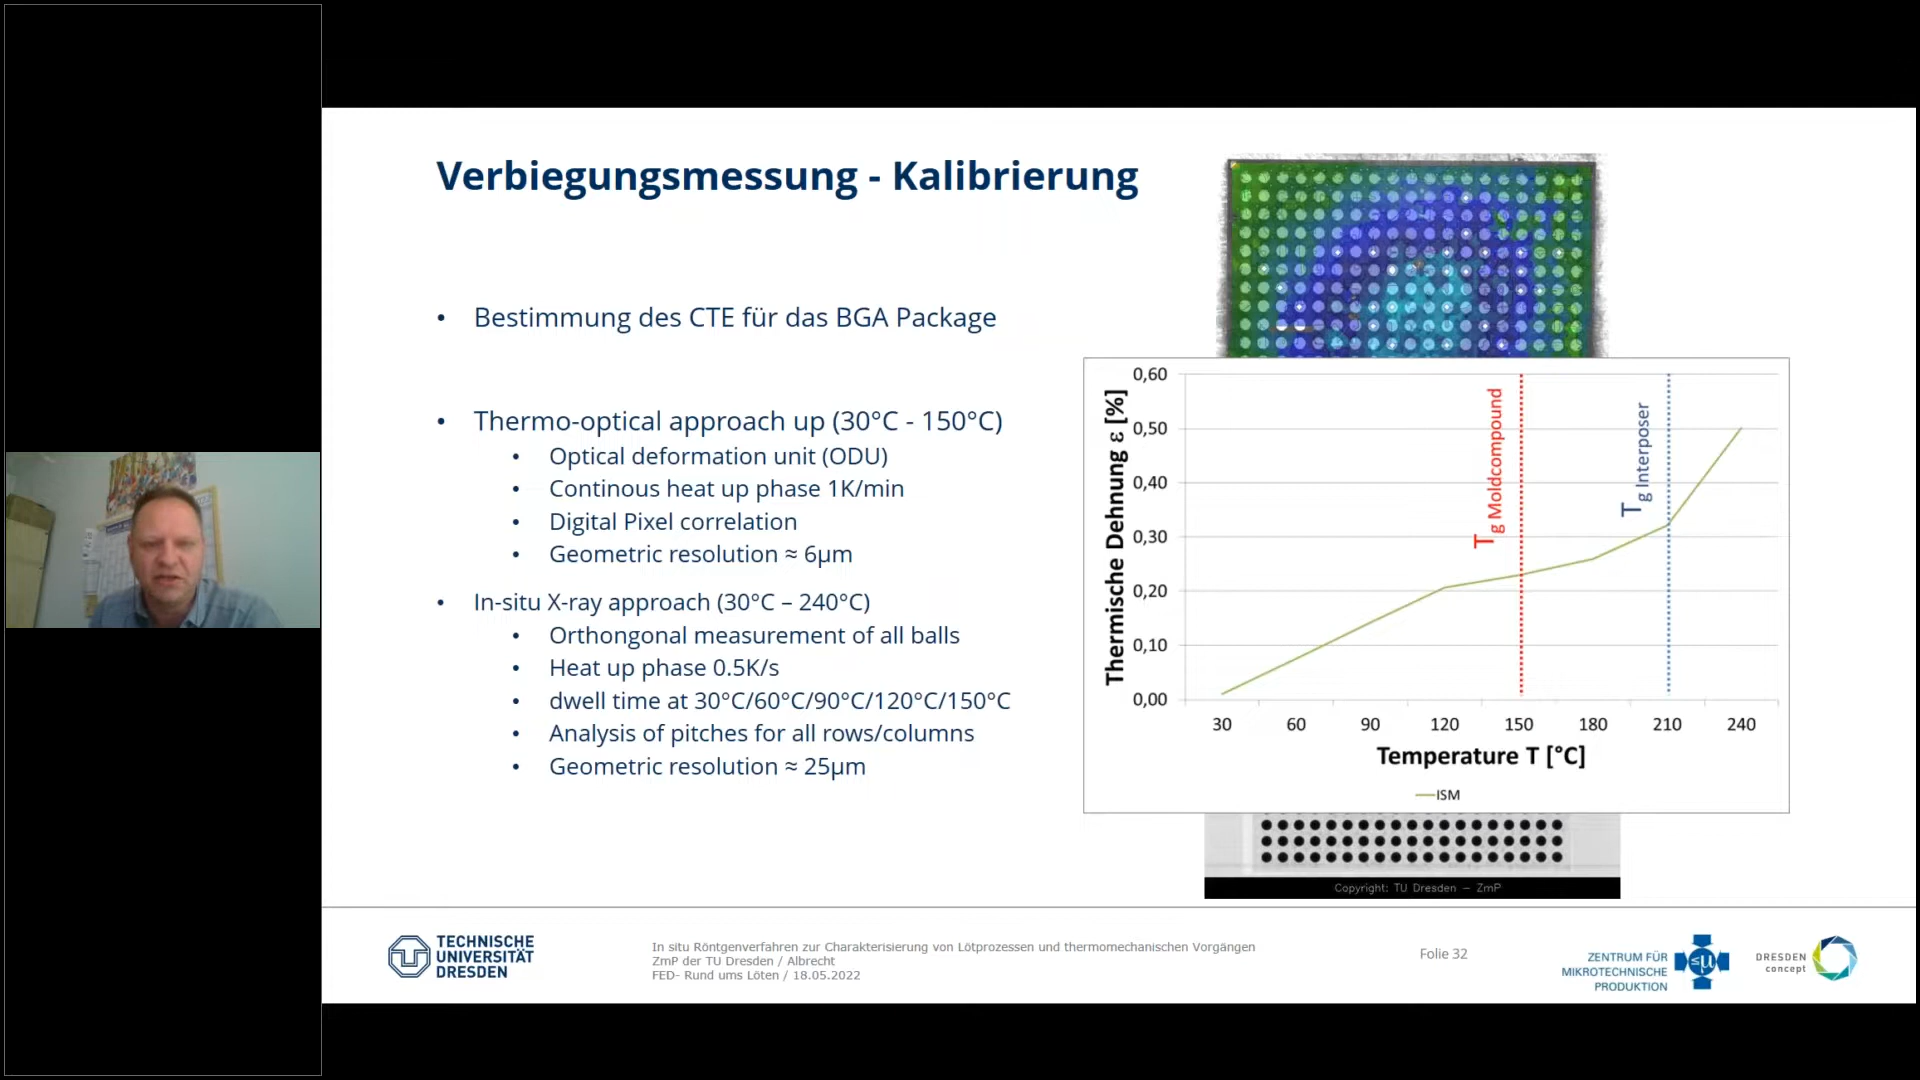 Verbiegungsmessung - Kalibrierung
• Bestimmung des CTE für das BGA Package
• Thermo-optical approach up (30°C - 150°C)
• Optical deformation unit (ODU)
• Continous heat up phase 1K/min
• Digital Pixel correlation
• Geometric resolution ≈ 6µm
• In-situ X-ray approach (30°C – 240°C)
• Orthongonal measurement of all balls
• Heat up phase 0.5K/s
• dwell time at 30°C/60°C/90°C/120°C/150°C
• Analysis of pitches for all rows/columns
• Geometric resolution ≈ 25µm
Thermische Dehnung ε [%]
0,60
0,50
0,40
0,30
0,20
0,10
0,00
Tg Moldcompound
Tg Interposer
30 60 90 120 150 180 210 240
Temperature T [°C]
ISM
Copyright: TU Dresden – ZmP
TECHNISCHE
UNIVERSITÄT
DRESDEN
In situ Röntgenverfahren zur Charakterisierung von Lötprozessen und thermomechanischen Vorgängen
ZmP der TU Dresden / Albrecht
FED- Rund ums Löten / 18.05.2022
Folie 32
ZENTRUM FÜR
MIKROTECHNISCHE
PRODUKTION
DRESDEN
concept